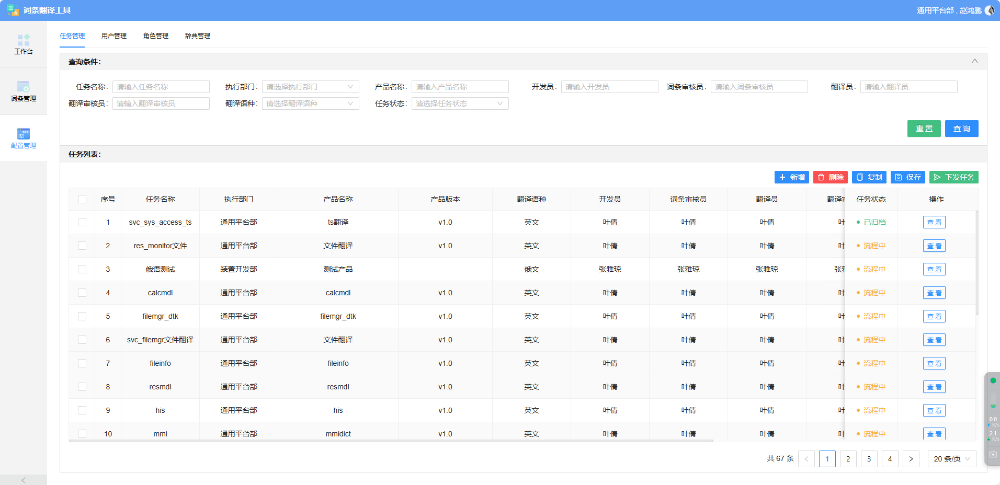 词条翻译工具
通用平台部 , 赵鸿鹏
工作台
词条管理
配置管理
任务管理 用户管理 角色管理 辞典管理
查询条件:
任务名称: 请输入任务名称 执行部门: 请选择执行部门 产品名称: 请输入产品名称 开发员: 请输入开发员 词条审核员: 请输入词条审核员 翻译员: 请输入翻译员
翻译审核员: 请输入翻译审核员 翻译语种: 请选择翻译语种 任务状态: 请选择任务状态
重 置 查 询
任务列表:
新增 删除 复制 保存 下发任务
序号 任务名称 执行部门 产品名称 产品版本 翻译语种 开发员 词条审核员 翻译员 翻译 任务状态 操作
1 svc_sys_access_ts 通用平台部 ts翻译 v1.0 英文 叶倩 叶倩 叶倩 叶 已归档 查 看
2 res_monitor文件 通用平台部 文件翻译 v1.0 英文 叶倩 叶倩 叶倩 叶 流程中 查 看
3 俄语测试 装置开发部 测试产品 俄文 张雅琼 张雅琼 张雅琼 张 流程中 查 看
4 calcmdl 通用平台部 calcmdl v1.0 英文 叶倩 叶倩 叶倩 叶 流程中 查 看
5 filemgr_dtk 通用平台部 filemgr_dtk v1.0 英文 叶倩 叶倩 叶倩 叶 流程中 查 看
6 svc_filemgr文件翻译 通用平台部 文件翻译 v1.0 英文 叶倩 叶倩 叶倩 叶 流程中 查 看
7 fileinfo 通用平台部 fileinfo v1.0 英文 叶倩 叶倩 叶倩 叶 流程中 查 看
8 resmdl 通用平台部 resmdl v1.0 英文 叶倩 叶倩 叶倩 叶 流程中 查 看
9 his 通用平台部 his v1.0 英文 叶倩 叶倩 叶倩 叶 流程中 查 看
10 mmi 通用平台部 mmidict v1.0 英文 叶倩 叶倩 叶倩 叶 流程中 查 看
共 67 条 1 2 3 4 20 条/页
0.0
K/s
2.1
K/s